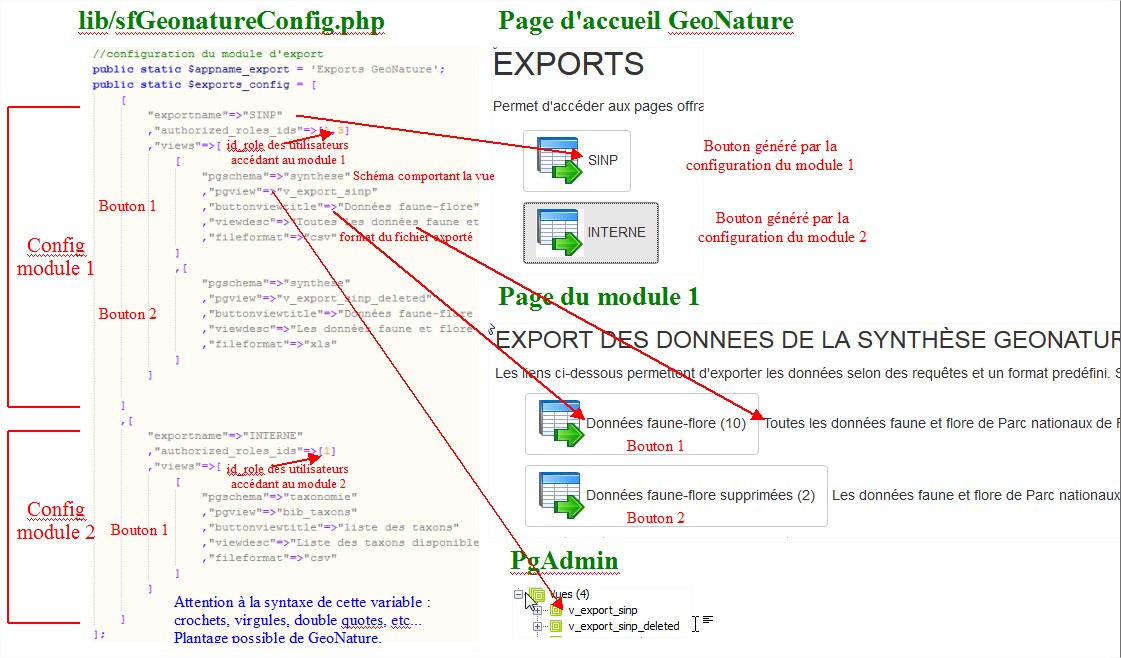 lib/sfGeonatureConfig.php
//configuration du module d'export
public static $appname_export = 'Exports GeoNature';
public static $exports_config = [
[
"exportname"=>"SINP"
,"authorized_roles_ids"=>[1,3]
,"views"=>[ id_role des utilisateurs
accédant au module 1
[
"pgschema"=>"synthese" Schéma comportant la vue
,"pgview"=>"v_export_sinp"
Bouton 1
,"buttonviewtitle"=>"Données faune-flore"
,"viewdesc"=>"Toutes les données faune et
,"fileformat"=>"csv" format du fichier exporté
]
,[
Config
module 1
"pgschema"=>"synthese"
,"pgview"=>"v_export_sinp_deleted"
Bouton 2
,"buttonviewtitle"=>"Données faune-flore
,"viewdesc"=>"Les données faune et flore
,"fileformat"=>"xls"
]
]
]
,[
"exportname"=>"INTERNE"
,"authorized_roles_ids"=>[1]
,"views"=>[ id_role des utilisateurs
accédant au module 2
[
"pgschema"=>"taxonomie"
,"pgview"=>"bib_taxons"
Config
module 2
Bouton 1
,"buttonviewtitle"=>"liste des taxons"
,"viewdesc"=>"Liste des taxons disponible
,"fileformat"=>"csv"
]
]
Attention à la syntaxe de cette variable :
crochets, virgules, double quotes, etc...
Plantage possible de GeoNature.
]
];
Page d'accueil GeoNature
EXPORTS
Permet d'accéder aux pages offra
SINP
Bouton généré par la
configuration du module 1
INTERNE
Bouton généré par la
configuration du module 2
Page du module 1
EXPORT DES DONNEES DE LA SYNTHÈSE GEONATUR
Les liens ci-dessous permettent d'exporter les données selon des requêtes et un format predéfini. S
Données faune-flore (10)
Toutes les données faune et flore de Parc nationaux de F
Bouton 1
Données faune-flore supprimées (2)
Les données faune et flore de Parc nationaux
Bouton 2
PgAdmin
Vues (4)
v_export_sinp
v_export_sinp_deleted